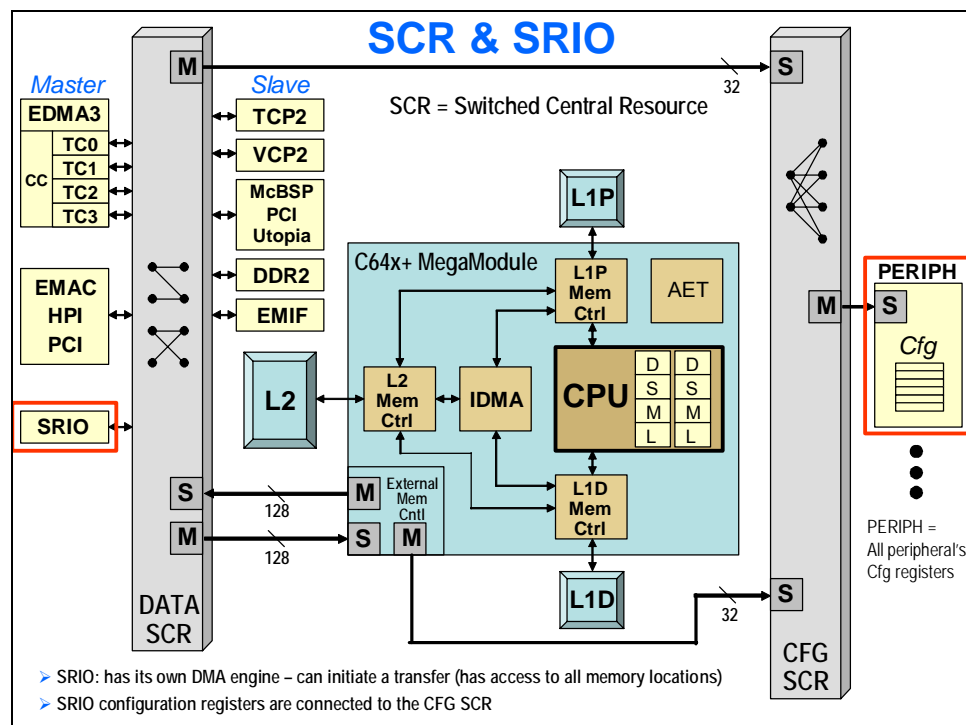 SCR & SRIO
Master
Slave
SCR = Switched Central Resource
M
32
S
EDMA3
CC
TC0
TC1
TC2
TC3
TCP2
VCP2
McBSP
PCI
Utopia
DDR2
EMIF
EMAC
HPI
PCI
SRIO
L1P
C64x+ MegaModule
L1P
Mem
Ctrl
AET
L2
L2
Mem
Ctrl
IDMA
CPU
D
S
M
L
D
S
M
L
L1D
Mem
Ctrl
External
Mem
Cntl
M
S
M
S
128
M
128
L1D
32
S
M
PERIPH
S
Cfg
PERIPH =
All peripheral's
Cfg registers
DATA
SCR
CFG
SCR
➢ SRIO: has its own DMA engine – can initiate a transfer (has access to all memory locations)
➢ SRIO configuration registers are connected to the CFG SCR